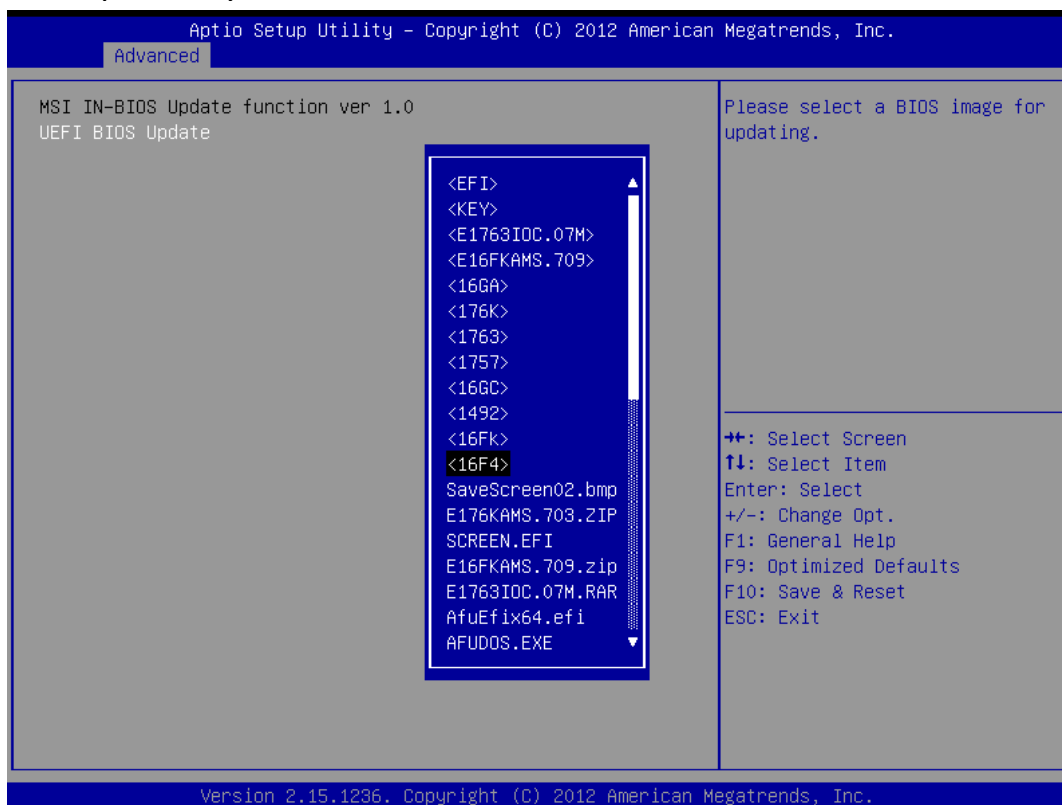 Aptio Setup Utility – Copyright (C) 2012 American Megatrends, Inc.
Advanced
MSI IN-BIOS Update function ver 1.0
UEFI BIOS Update
<EFI>
<KEY>
<E1763IOC.07M>
<E16FKAMS.709>
<16GA>
<176K>
<1763>
<1757>
<16GC>
<1492>
<16Fk>
<16F4>
SaveScreen02.bmp
E176KAMS.703.ZIP
SCREEN.EFI
E16FKAMS.709.zip
E1763IOC.07M.RAR
AfuEfix64.efi
AFUDOS.EXE
Please select a BIOS image for
updating.
→←: Select Screen
↑↓: Select Item
Enter: Select
+/-: Change Opt.
F1: General Help
F9: Optimized Defaults
F10: Save & Reset
ESC: Exit
Version 2.15.1236. Copyright (C) 2012 American Megatrends, Inc.